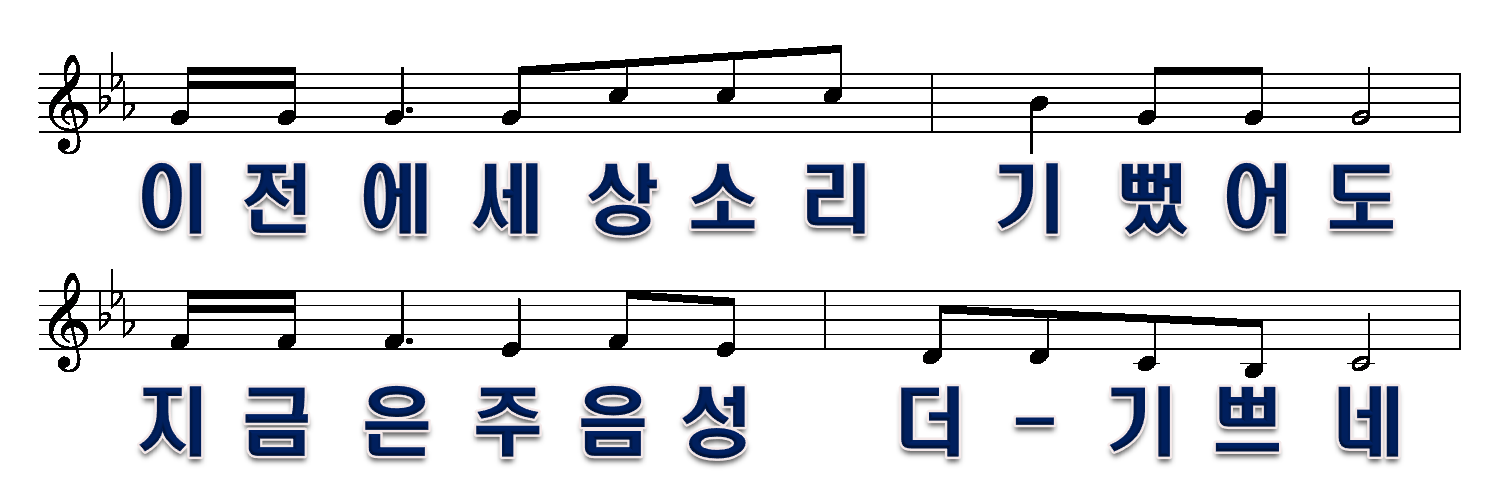 이 전 에 세 상 소 리 기 뻤 어 도
지 금 은 주 음 성 더 - 기 쁘 네